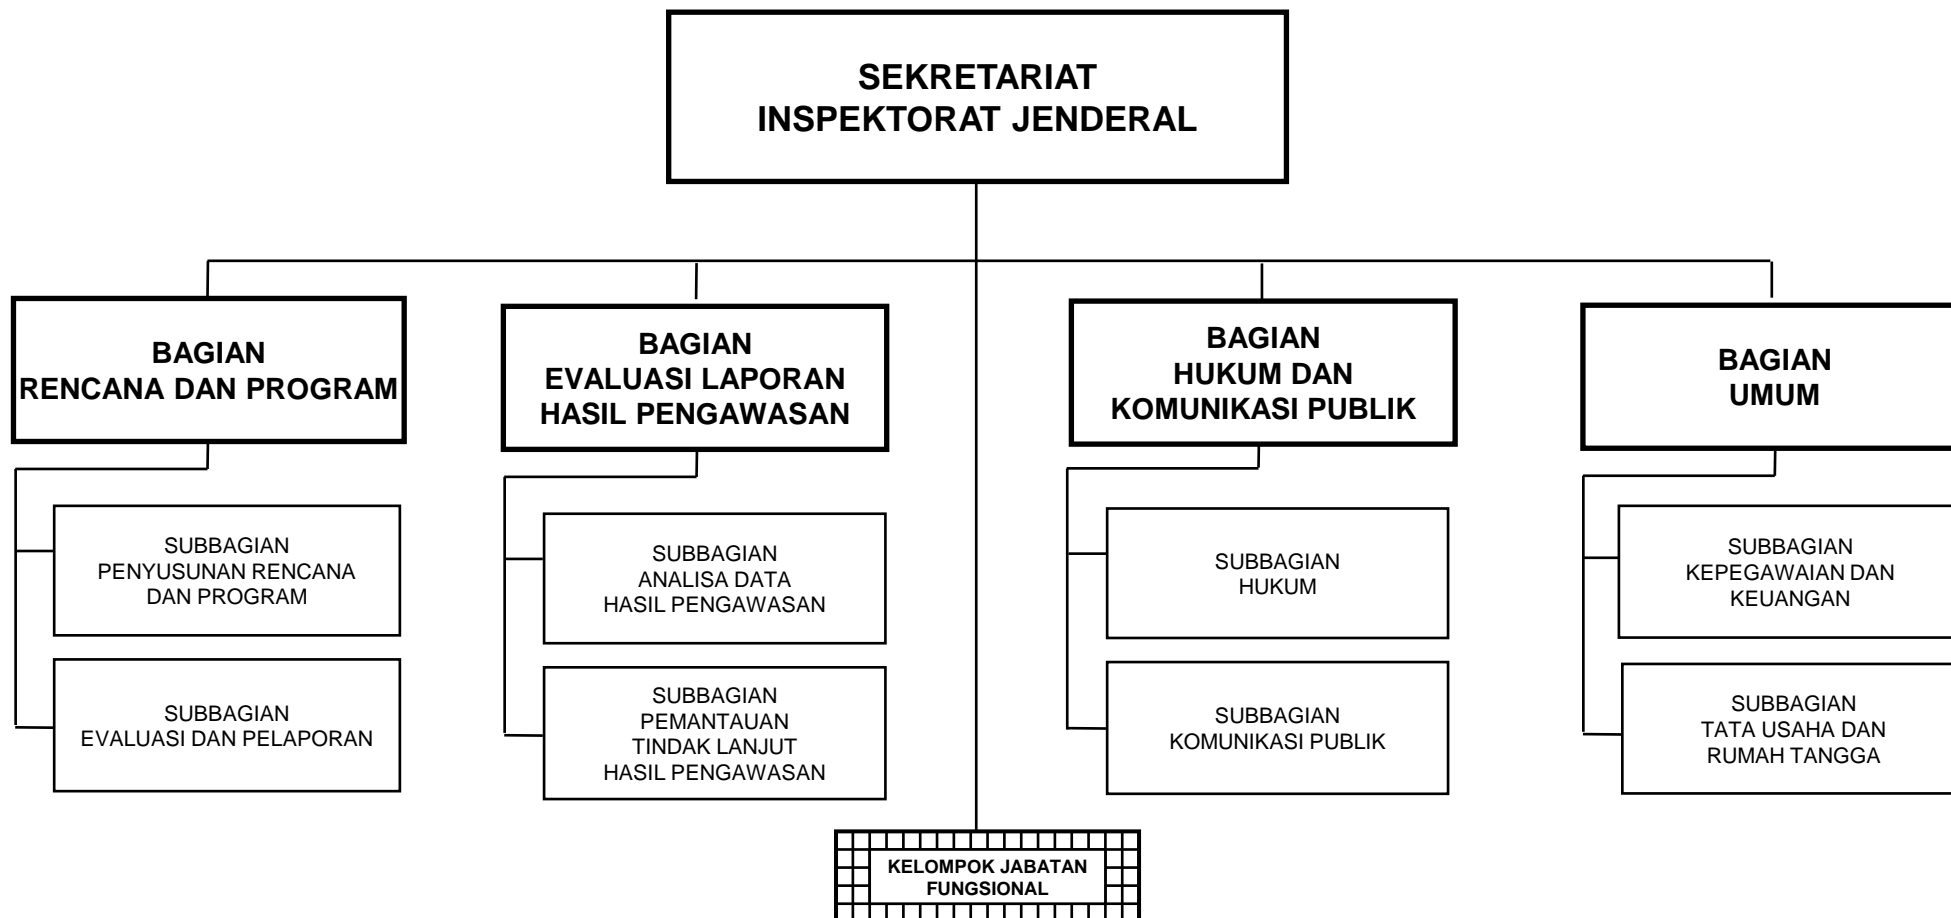 SEKRETARIAT
INSPEKTORAT JENDERAL
BAGIAN
RENCANA DAN PROGRAM
BAGIAN
EVALUASI LAPORAN
HASIL PENGAWASAN
BAGIAN
HUKUM DAN
KOMUNIKASI PUBLIK
BAGIAN
UMUM
SUBBAGIAN
PENYUSUNAN RENCANA
DAN PROGRAM
SUBBAGIAN
ANALISA DATA
HASIL PENGAWASAN
SUBBAGIAN
HUKUM
SUBBAGIAN
KEPEGAWAIAN DAN
KEUANGAN
SUBBAGIAN
EVALUASI DAN PELAPORAN
SUBBAGIAN
PEMANTAUAN
TINDAK LANJUT
HASIL PENGAWASAN
SUBBAGIAN
KOMUNIKASI PUBLIK
SUBBAGIAN
TATA USAHA DAN
RUMAH TANGGA
KELOMPOK JABATAN
FUNGSIONAL